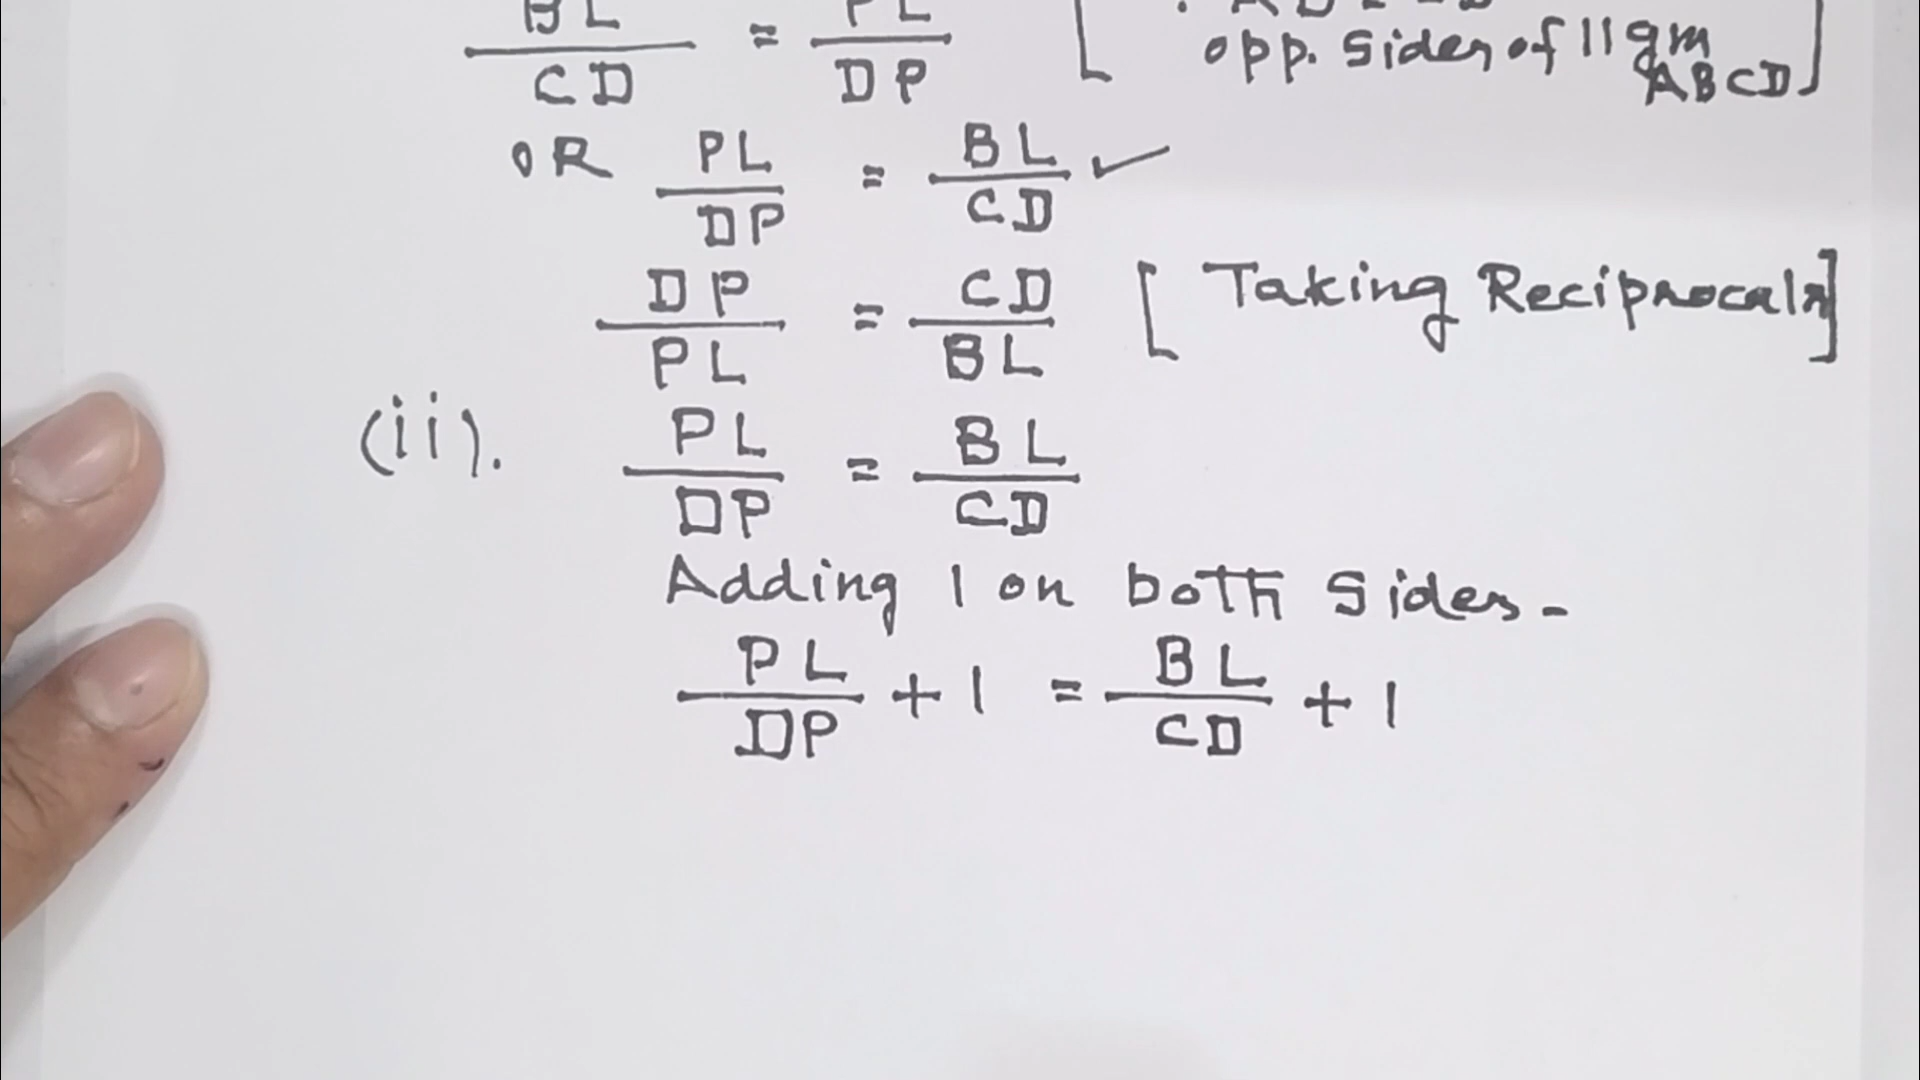 BL/CD = PL/DP [
opp. Sides of ||gm
ABCD]
OR PL/DP = BL/CD ✓
DP/PL = CD/BL [Taking Reciprocals]
(ii). PL/DP = BL/CD
Adding 1 on both Sides-
PL/DP + 1 = BL/CD + 1